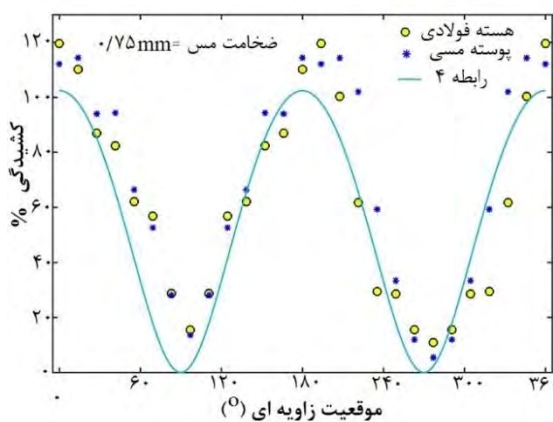 ضخامت مس =۰/۷۵mm
هسته فولادی
پوسته مسی
رابطه ۴
کشیدگی %
۱۲۰
۱۰۰
۸۰
۶۰
۴۰
۲۰
۰
۰
۶۰
۱۲۰
۱۸۰
۲۴۰
۳۰۰
۳۶
موقعیت زاویه ای (O)